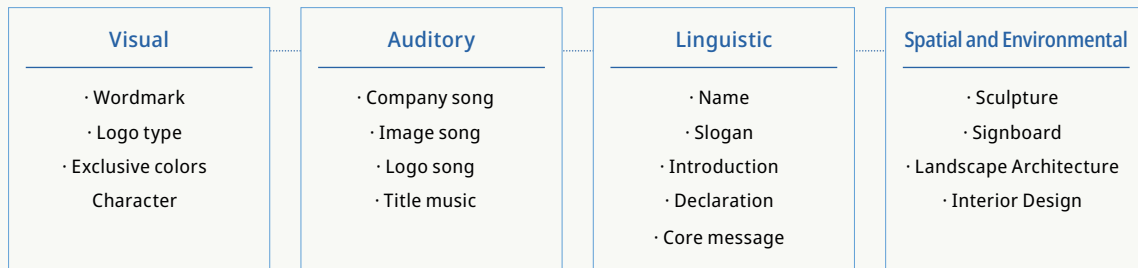 Visual
· Wordmark
· Logo type
· Exclusive colors
Character
Auditory
· Company song
· Image song
· Logo song
· Title music
Linguistic
· Name
· Slogan
· Introduction
· Declaration
· Core message
Spatial and Environmental
· Sculpture
· Signboard
· Landscape Architecture
· Interior Design